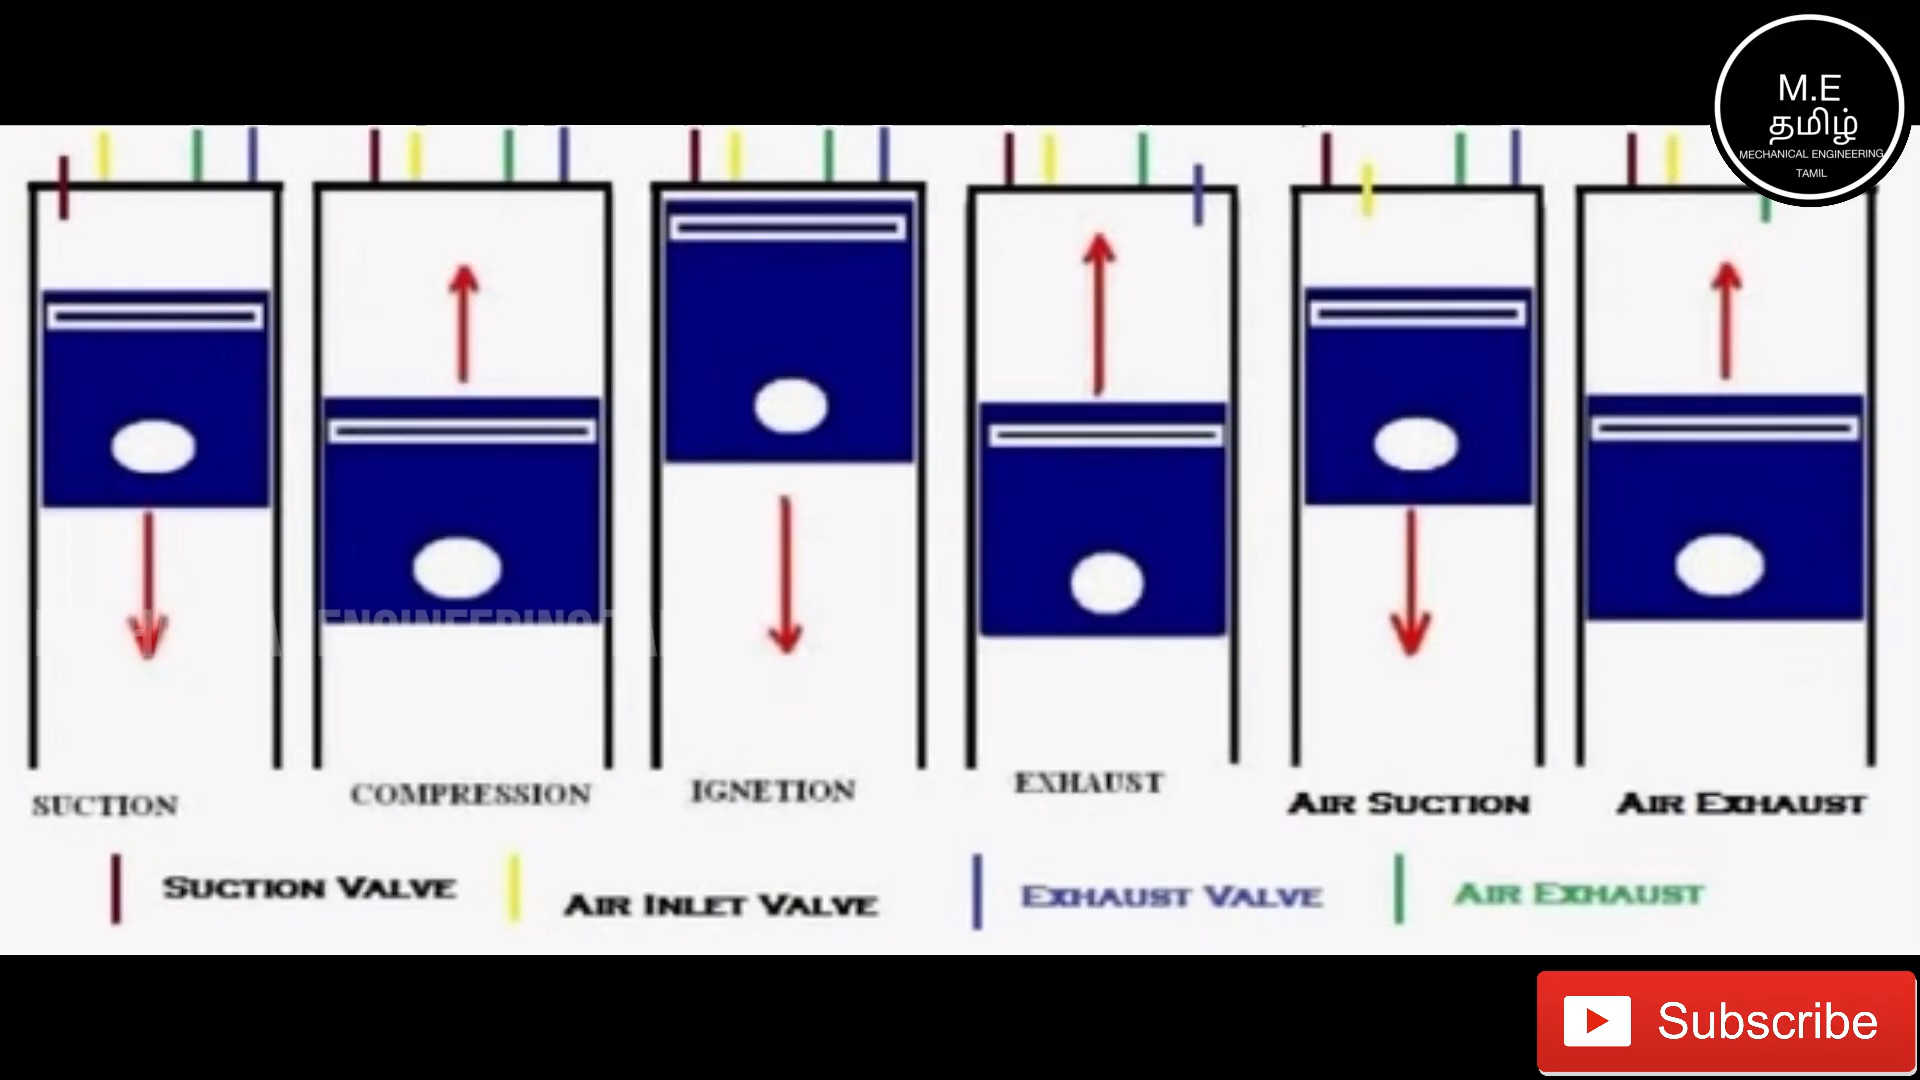 M.E
தமிழ்
MECHANICAL ENGINEERING
TAMIL
SUCTION
COMPRESSION
IGNETION
EXHAUST
AIR SUCTION
AIR EXHAUST
SUCTION VALVE
AIR INLET VALVE
EXHAUST VALVE
AIR EXHAUST
Subscribe